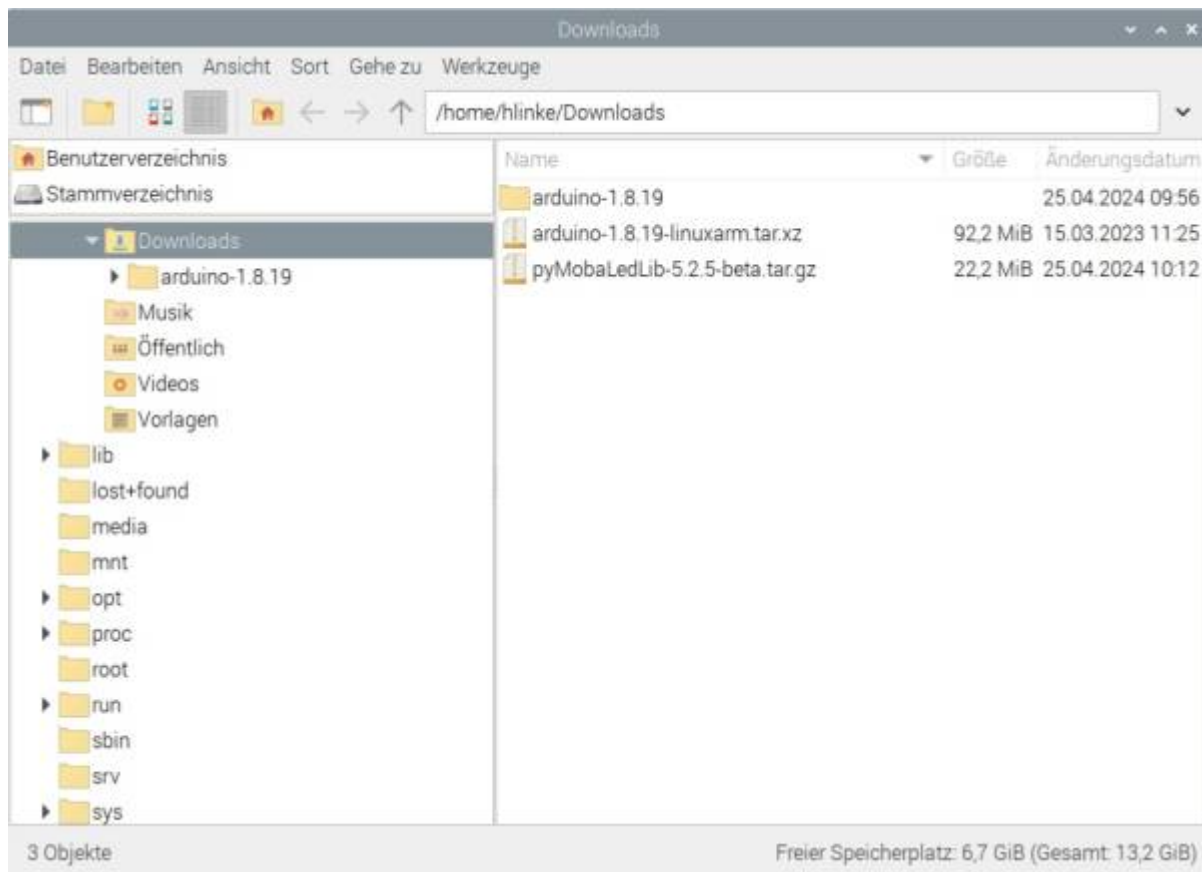 Downloads
Datei Bearbeiten Ansicht Sort Gehe zu Werkzeuge
/home/hlinke/Downloads
Benutzerverzeichnis
Stammverzeichnis
Downloads
arduino-1.8.19
Musik
Öffentlich
Videos
Vorlagen
lib
lost+found
media
mnt
opt
proc
root
run
sbin
srv
sys
Name Größe Änderungsdatum
arduino-1.8.19 25.04.2024 09:56
arduino-1.8.19-linuxarm.tar.xz 92,2 MiB 15.03.2023 11:25
pyMobaLedLib-5.2.5-beta.tar.gz 22,2 MiB 25.04.2024 10:12
3 Objekte Freier Speicherplatz: 6,7 GiB (Gesamt: 13,2 GiB)